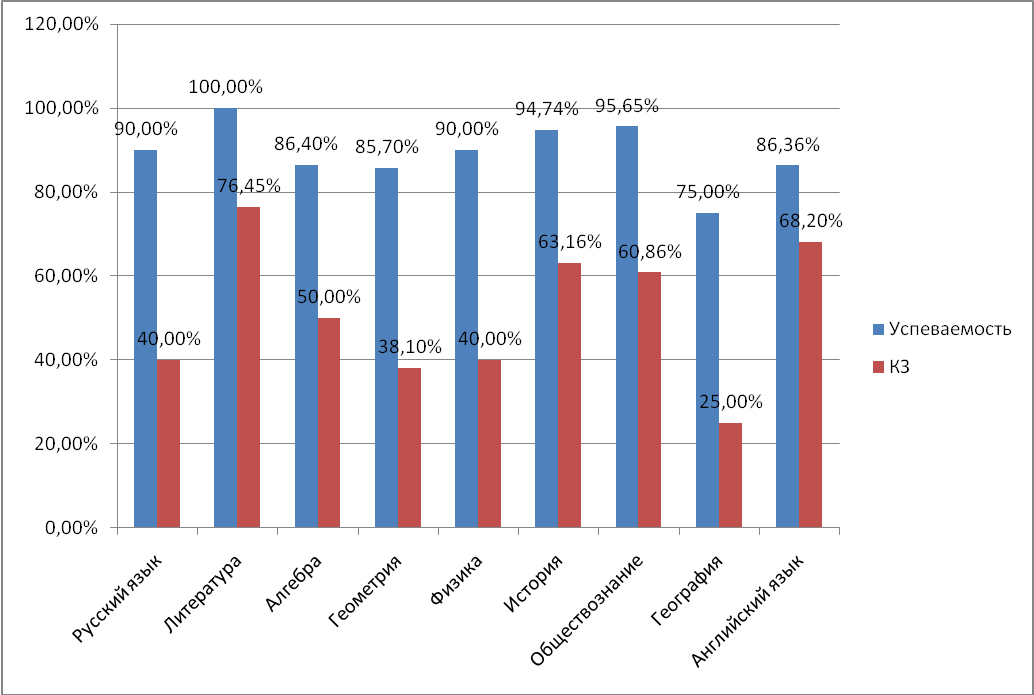 120,00%
100,00%
80,00%
60,00%
40,00%
20,00%
0,00%
90,00%
40,00%
100,00%
76,45%
86,40%
50,00%
85,70%
38,10%
90,00%
40,00%
94,74%
63,16%
95,65%
60,86%
75,00%
25,00%
86,36%
68,20%
Русский язык
Литература
Алгебра
Геометрия
Физика
История
Обществознание
География
Английский язык
Успеваемость
КЗ